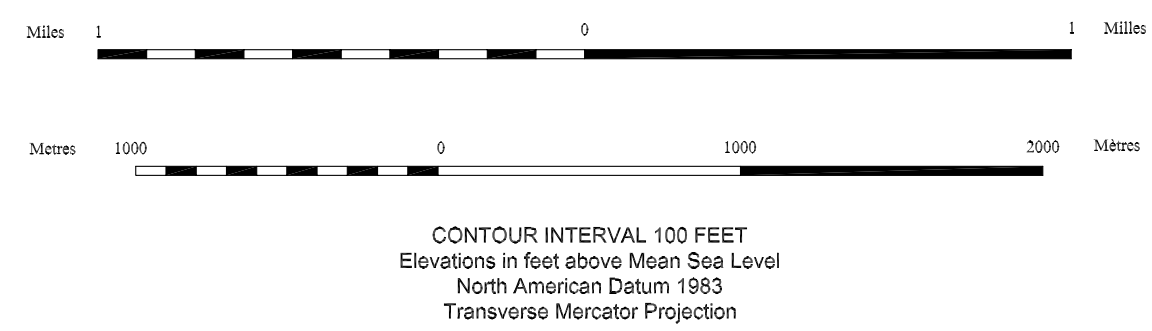 Miles 1 0 1 Milles
Metres 1000 0 1000 2000 Mètres
CONTOUR INTERVAL 100 FEET
Elevations in feet above Mean Sea Level
North American Datum 1983
Transverse Mercator Projection